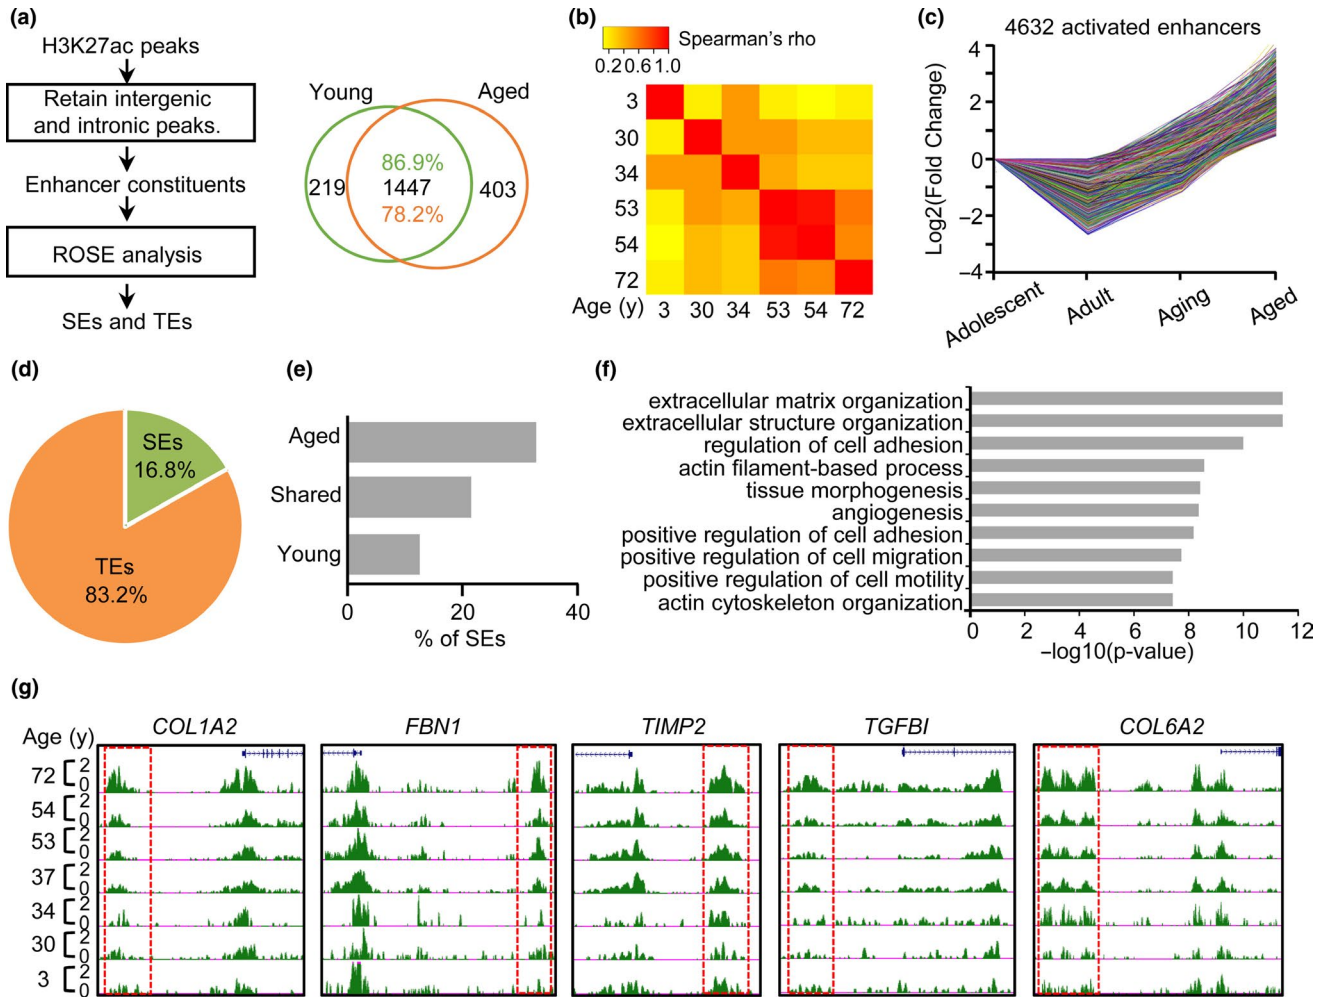 (a)
H3K27ac peaks
Retain intergenic
and intronic peaks.
Enhancer constituents
ROSE analysis
SEs and TEs
Young
Aged
86.9%
219 1447 403
78.2%
(b)
Spearman's rho
0.2 0.6 1.0
3
30
34
53
54
72
Age (y) 3 30 34 53 54 72
(c)
4632 activated enhancers
Log2(Fold Change)
4
2
0
−2
−4
Adolescent
Adult
Aging
Aged
(d)
SEs
16.8%
TEs
83.2%
(e)
Aged
Shared
Young
0 20 40
% of SEs
(f)
extracellular matrix organization
extracellular structure organization
regulation of cell adhesion
actin filament-based process
tissue morphogenesis
angiogenesis
positive regulation of cell adhesion
positive regulation of cell migration
positive regulation of cell motility
actin cytoskeleton organization
0 2 4 6 8 10 12
−log10(p-value)
(g)
COL1A2 FBN1 TIMP2 TGFBI COL6A2
Age (y)
72 2 0
54 2 0
53 2 0
37 2 0
34 2 0
30 2 0
3 2 0